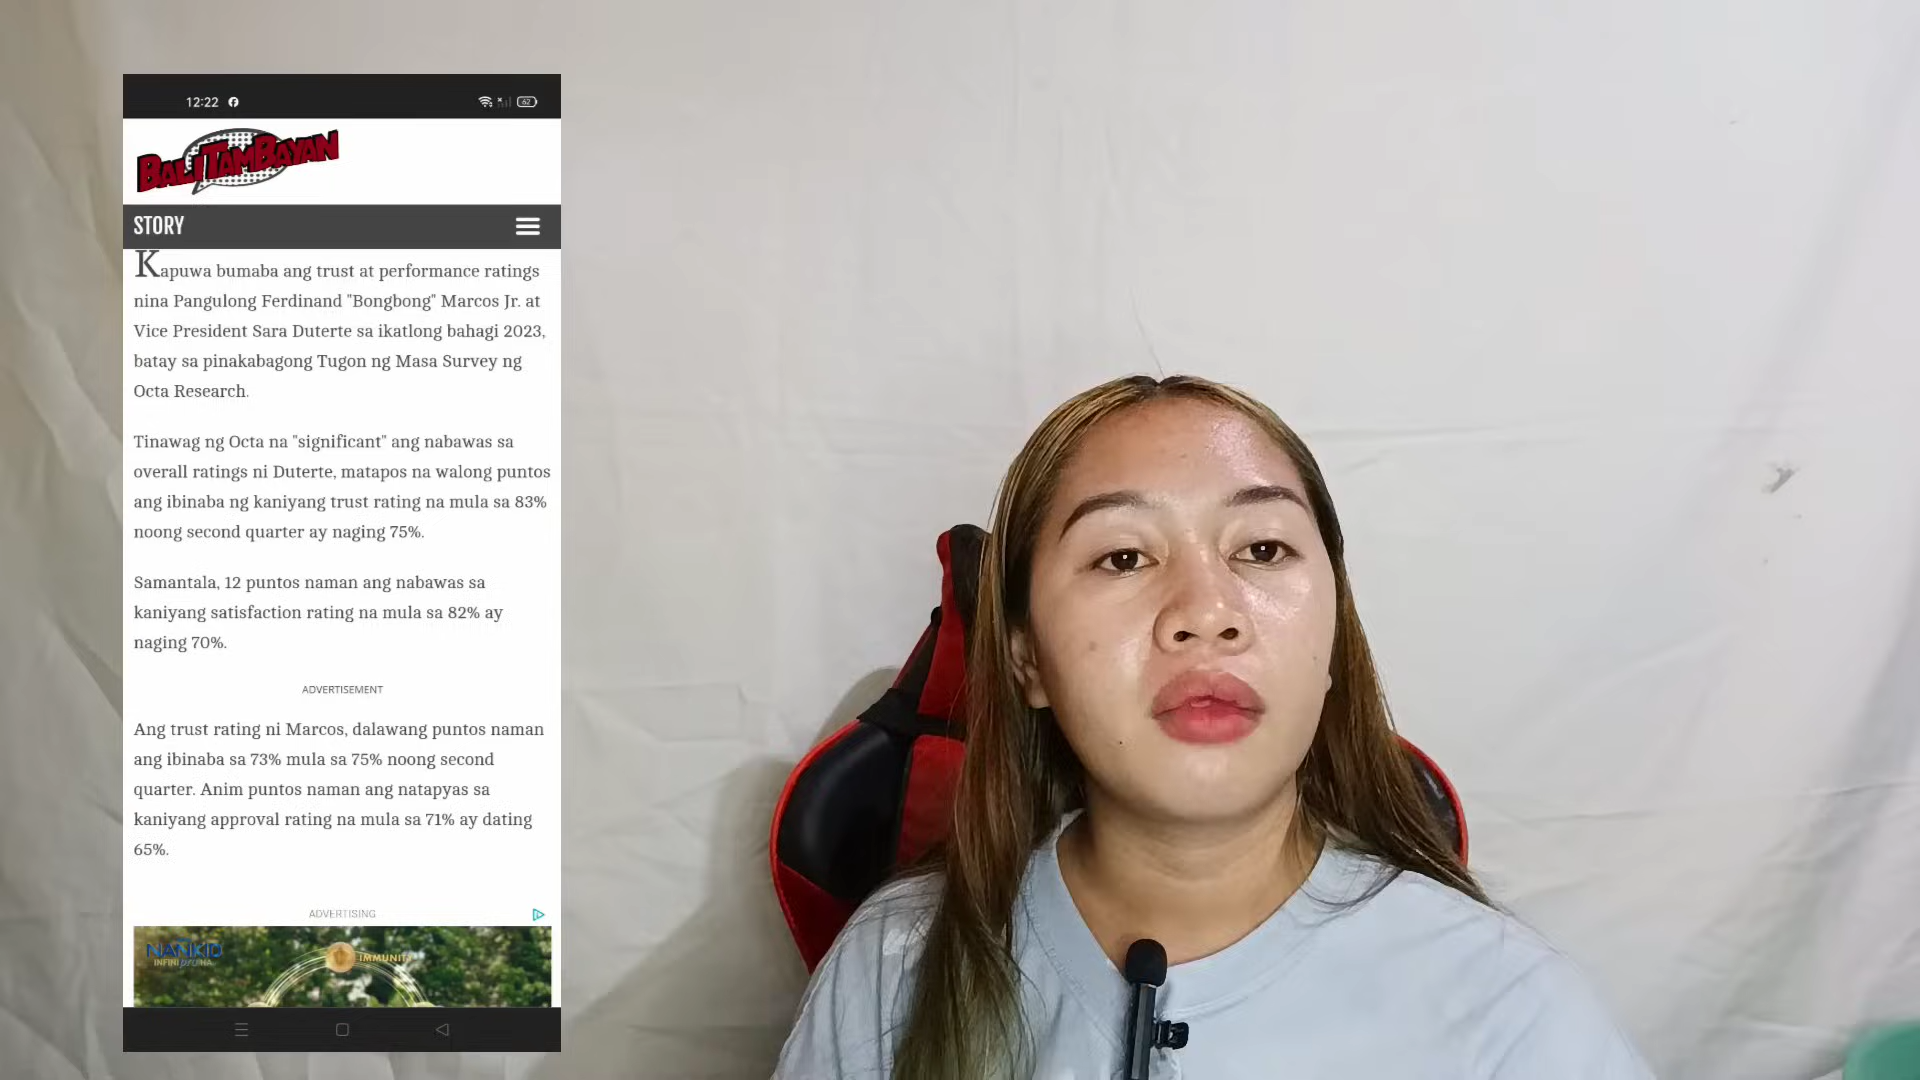 12:22
62
BALITAMBAYAN
STORY
Kapuwa bumaba ang trust at performance ratings
nina Pangulong Ferdinand "Bongbong" Marcos Jr. at
Vice President Sara Duterte sa ikatlong bahagi 2023,
batay sa pinakabagong Tugon ng Masa Survey ng
Octa Research.
Tinawag ng Octa na "significant" ang nabawas sa
overall ratings ni Duterte, matapos na walong puntos
ang ibinaba ng kaniyang trust rating na mula sa 83%
noong second quarter ay naging 75%.
Samantala, 12 puntos naman ang nabawas sa
kaniyang satisfaction rating na mula sa 82% ay
naging 70%.
ADVERTISEMENT
Ang trust rating ni Marcos, dalawang puntos naman
ang ibinaba sa 73% mula sa 75% noong second
quarter. Anim puntos naman ang natapyas sa
kaniyang approval rating na mula sa 71% ay dating
65%.
ADVERTISING
NANKID
INFINI pro HA
IMMUNITY